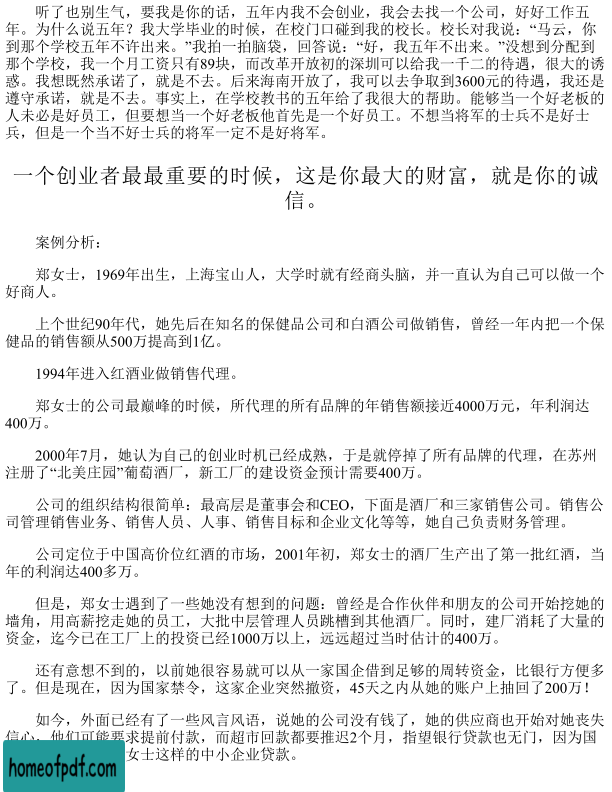 听了也别生气，要我是你的话，五年内我不会创业，我会去找一个公司，好好工作五
年。为什么说五年？我大学毕业的时候，在校门口碰到我的校长。校长对我说：“马云，你
到那个学校五年不许出来。”我拍一拍脑袋，回答说：“好，我五年不出来。”没想到分配到
那个学校，我一个月工资只有89块，而改革开放初的深圳可以给我一千二的待遇，很大的诱
惑。我想既然承诺了，就是不去。后来海南开放了，我可以去争取到3600元的待遇，我还是
遵守承诺，就是不去。事实上，在学校教书的五年给了我很大的帮助。能够当一个好老板的
人未必是好员工，但要想当一个好老板他首先是一个好员工。不想当将军的士兵不是好士
兵，但是一个当不好士兵的将军一定不是好将军。
一个创业者最最重要的时候，这是你最大的财富，就是你的诚
信。
案例分析：
郑女士，1969年出生，上海宝山人，大学时就有经商头脑，并一直认为自己可以做一个
好商人。
上个世纪90年代，她先后在知名的保健品公司和白酒公司做销售，曾经一年内把一个保
健品的销售额从500万提高到1亿。
1994年进入红酒业做销售代理。
郑女士的公司最巅峰的时候，所代理的所有品牌的年销售额接近4000万元，年利润达
400万。
2000年7月，她认为自己的创业时机已经成熟，于是就停掉了所有品牌的代理，在苏州
注册了“北美庄园”葡萄酒厂，新工厂的建设资金预计需要400万。
公司的组织结构很简单：最高层是董事会和CEO，下面是酒厂和三家销售公司。销售公
司管理销售业务、销售人员、人事、销售目标和企业文化等等，她自己负责财务管理。
公司定位于中国高价位红酒的市场，2001年初，郑女士的酒厂生产出了第一批红酒，当
年的利润达400多万。
但是，郑女士遇到了一些她没有想到的问题：曾经是合作伙伴和朋友的公司开始挖她的
墙角，用高薪挖走她的员工，大批中层管理人员跳槽到其他酒厂。同时，建厂消耗了大量的
资金，迄今已在工厂上的投资已经1000万以上，远远超过当时估计的400万。
还有意想不到的，以前她很容易就可以从一家国企借到足够的周转资金，比银行方便多
了。但是现在，因为国家禁令，这家企业突然撤资，45天之内从她的账户上抽回了200万！
如今，外面已经有了一些风言风语，说她的公司没有钱了，她的供应商也开始对她丧失
信心，他们可能要求提前付款，而超市回款都要推迟2个月，指望银行贷款也无门，因为国
女士这样的中小企业贷款。
homeofpdf.com